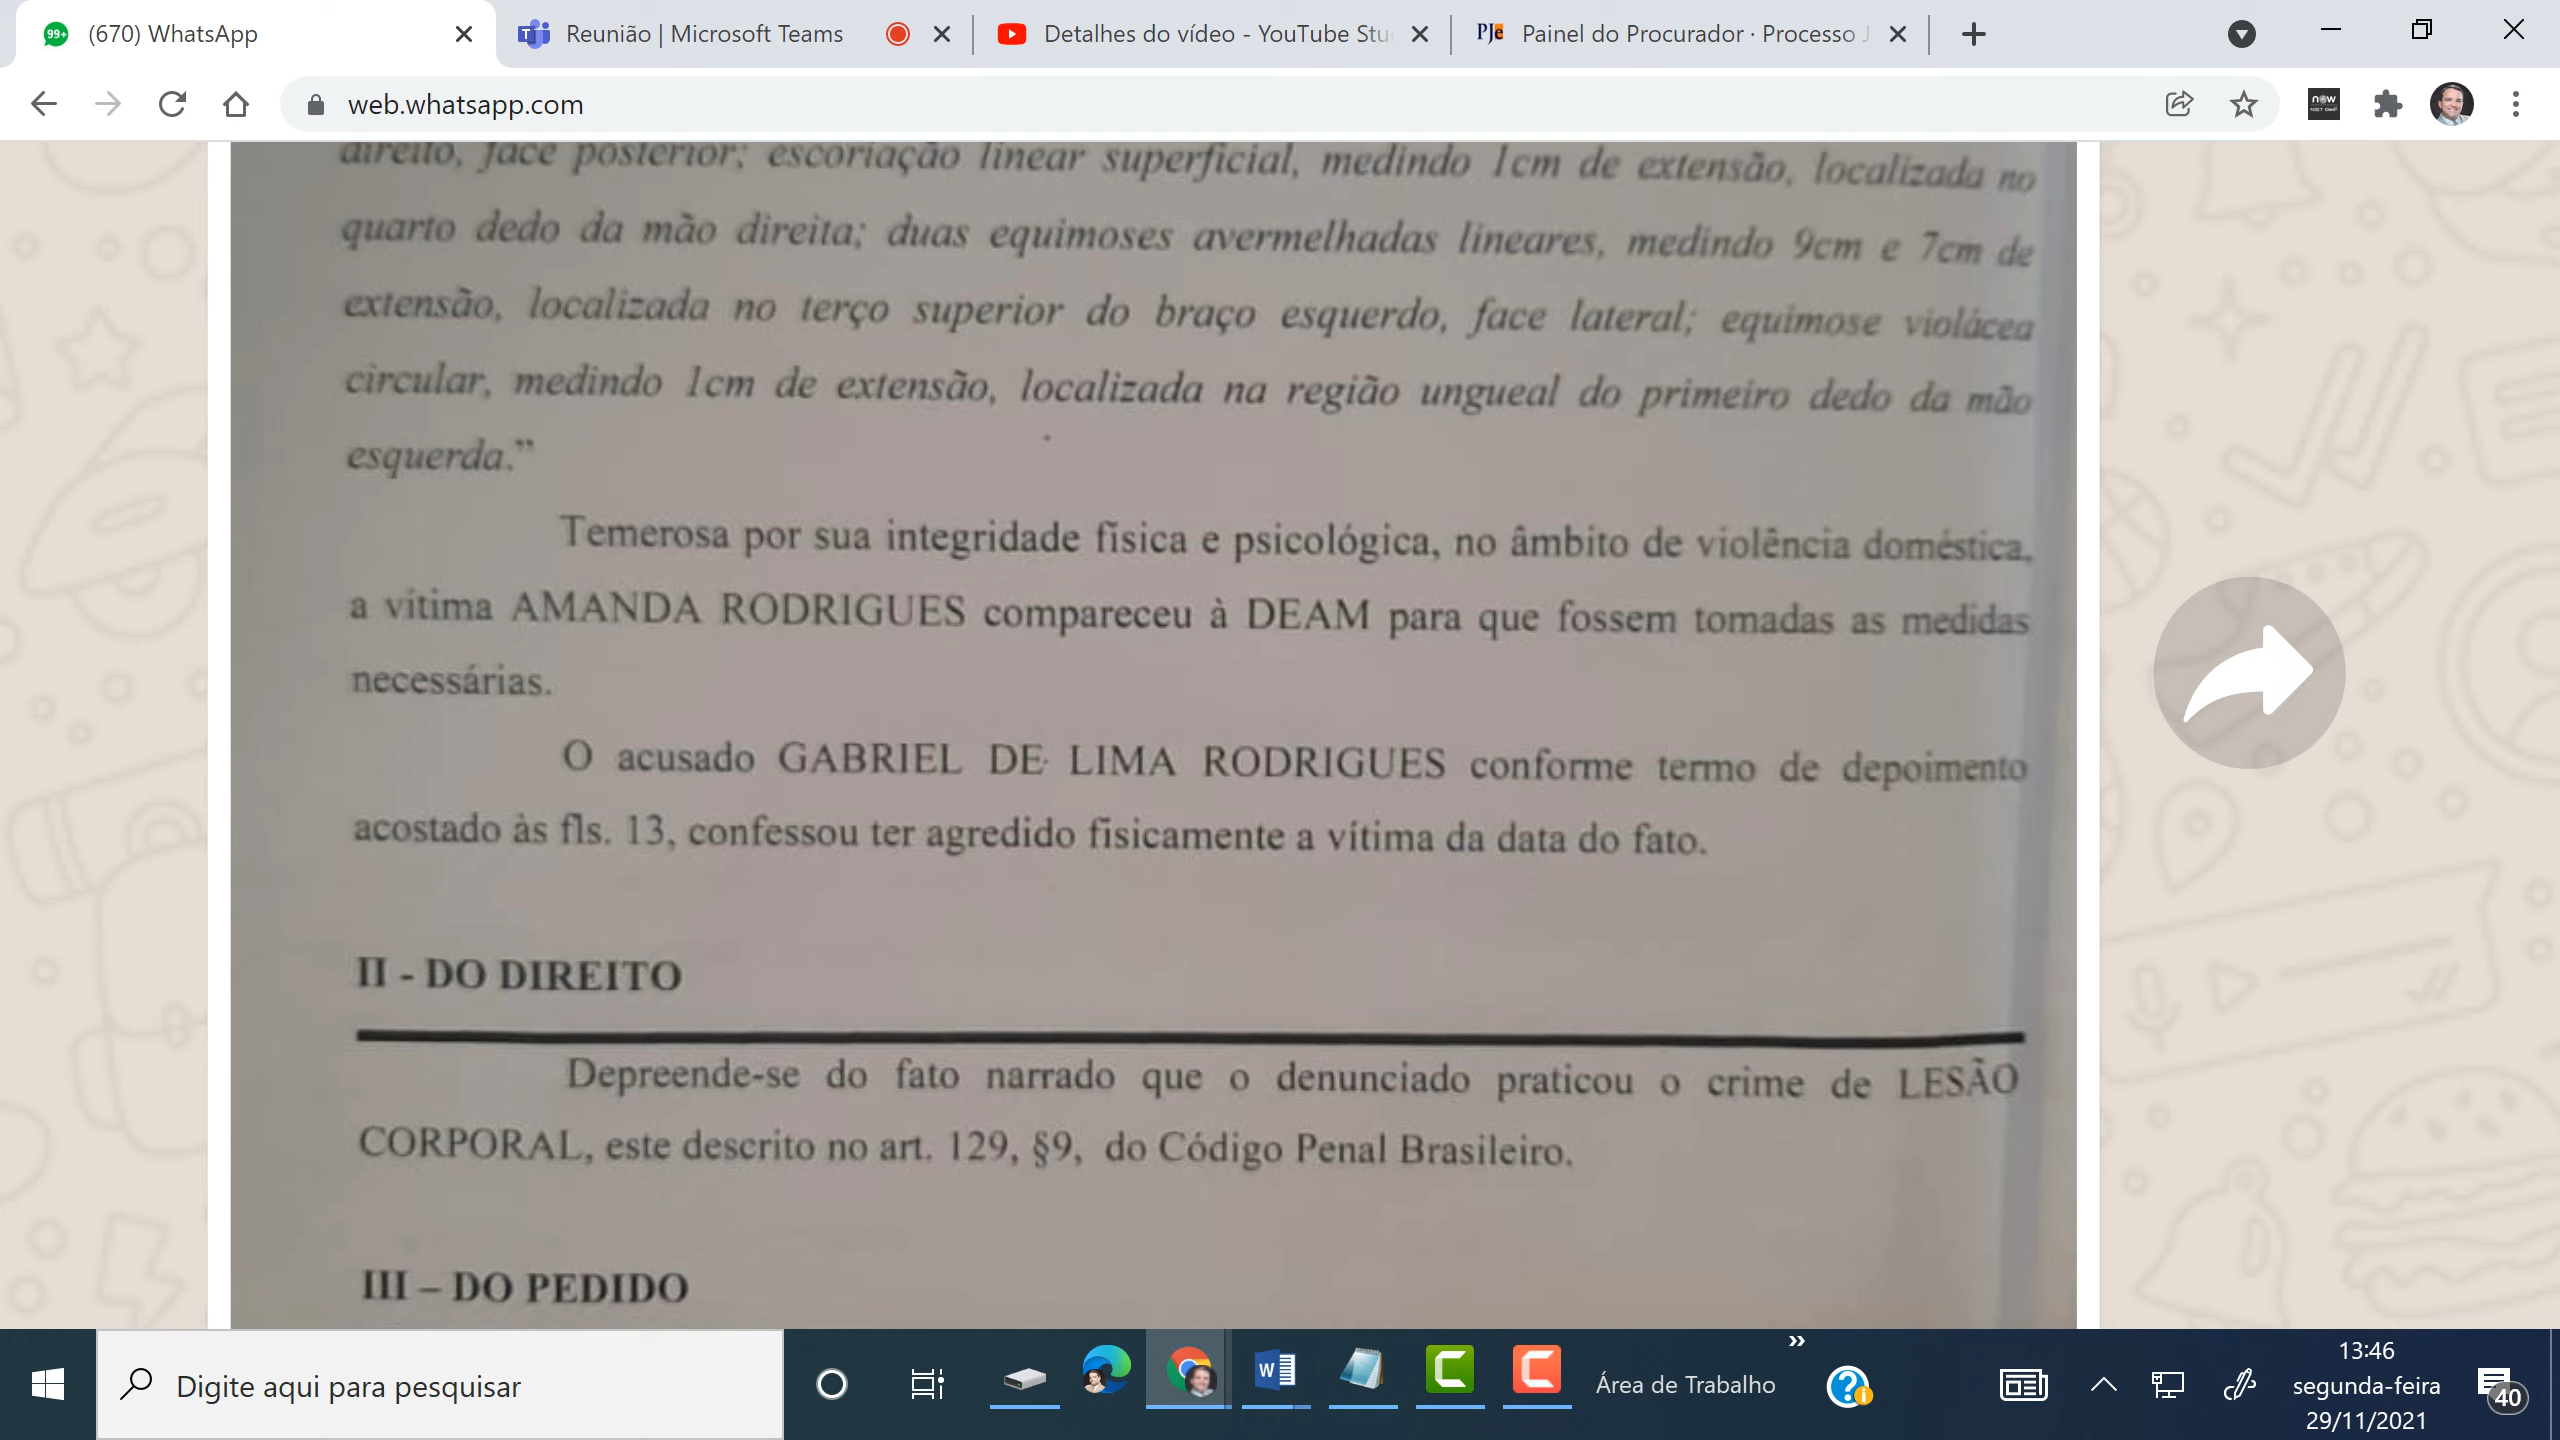 (670) WhatsApp
Reunião | Microsoft Teams
Detalhes do vídeo - YouTube Stu
Painel do Procurador · Processo J
web.whatsapp.com
direito, face posterior; escoriação linear superficial, medindo 1cm de extensão, localizada no
quarto dedo da mão direita; duas equimoses avermelhadas lineares, medindo 9cm e 7cm de
extensão, localizada no terço superior do braço esquerdo, face lateral; equimose violácea
circular, medindo 1cm de extensão, localizada na região ungueal do primeiro dedo da mão
esquerda.”
Temerosa por sua integridade física e psicológica, no âmbito de violência doméstica,
a vítima AMANDA RODRIGUES compareceu à DEAM para que fossem tomadas as medidas
necessárias.
O acusado GABRIEL DE LIMA RODRIGUES conforme termo de depoimento
acostado às fls. 13, confessou ter agredido fisicamente a vítima da data do fato.
II - DO DIREITO
Depreende-se do fato narrado que o denunciado praticou o crime de LESÃO
CORPORAL, este descrito no art. 129, §9, do Código Penal Brasileiro.
III – DO PEDIDO
Digite aqui para pesquisar
Área de Trabalho
13:46
segunda-feira
29/11/2021
40